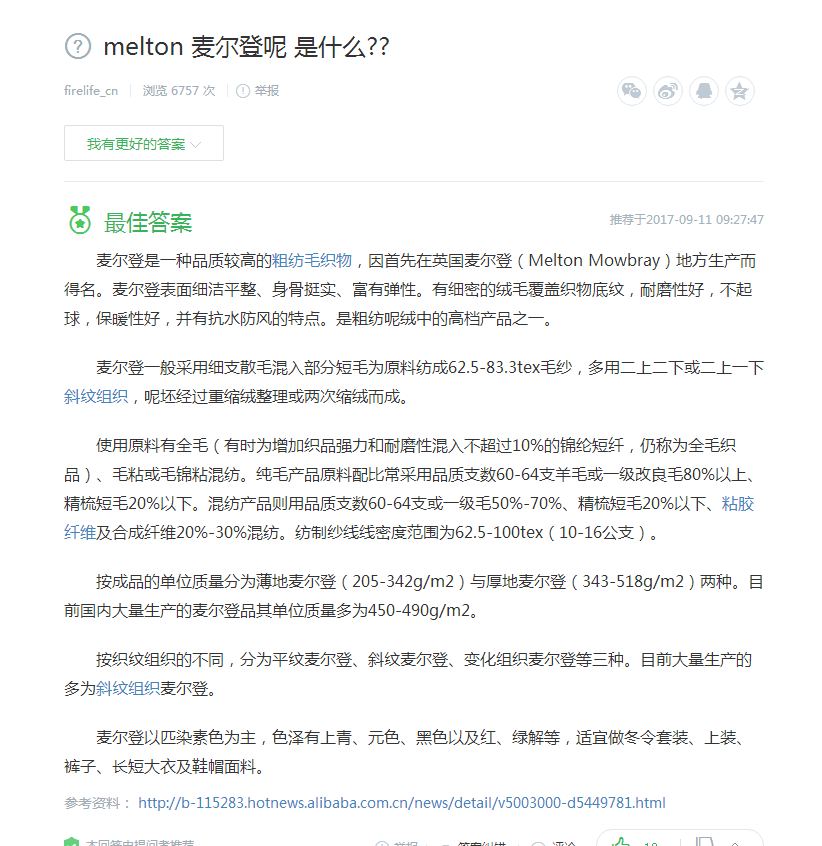 melton 麦尔登呢 是什么??
firelife_cn 浏览 6757 次 举报
我有更好的答案
最佳答案 推荐于2017-09-11 09:27:47
麦尔登是一种品质较高的粗纺毛织物，因首先在英国麦尔登（Melton Mowbray）地方生产而
得名。麦尔登表面细洁平整、身骨挺实、富有弹性。有细密的绒毛覆盖织物底纹，耐磨性好，不起
球，保暖性好，并有抗水防风的特点。是粗纺呢绒中的高档产品之一。
麦尔登一般采用细支散毛混入部分短毛为原料纺成62.5-83.3tex毛纱，多用二上二下或二上一下
斜纹组织，呢坯经过重缩绒整理或两次缩绒而成。
使用原料有全毛（有时为增加织品强力和耐磨性混入不超过10%的锦纶短纤，仍称为全毛织
品）、毛粘或毛锦粘混纺。纯毛产品原料配比常采用品质支数60-64支羊毛或一级改良毛80%以上、
精梳短毛20%以下。混纺产品则用品质支数60-64支或一级毛50%-70%、精梳短毛20%以下、粘胶
纤维及合成纤维20%-30%混纺。纺制纱线线密度范围为62.5-100tex（10-16公支）。
按成品的单位质量分为薄地麦尔登（205-342g/m2）与厚地麦尔登（343-518g/m2）两种。目
前国内大量生产的麦尔登品其单位质量多为450-490g/m2。
按织纹组织的不同，分为平纹麦尔登、斜纹麦尔登、变化组织麦尔登等三种。目前大量生产的
多为斜纹组织麦尔登。
麦尔登以匹染素色为主，色泽有上青、元色、黑色以及红、绿解等，适宜做冬令套装、上装、
裤子、长短大衣及鞋帽面料。
参考资料： http://b-115283.hotnews.alibaba.com.cn/news/detail/v5003000-d5449781.html
本回答由提问者推荐 举报 答案纠错 评论